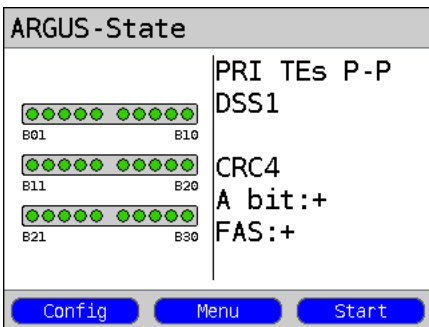 ARGUS-State
PRI TEs P-P
DSS1
B01 B10
CRC4
B11 B20
A bit:+
FAS:+
B21 B30
Config Menu Start